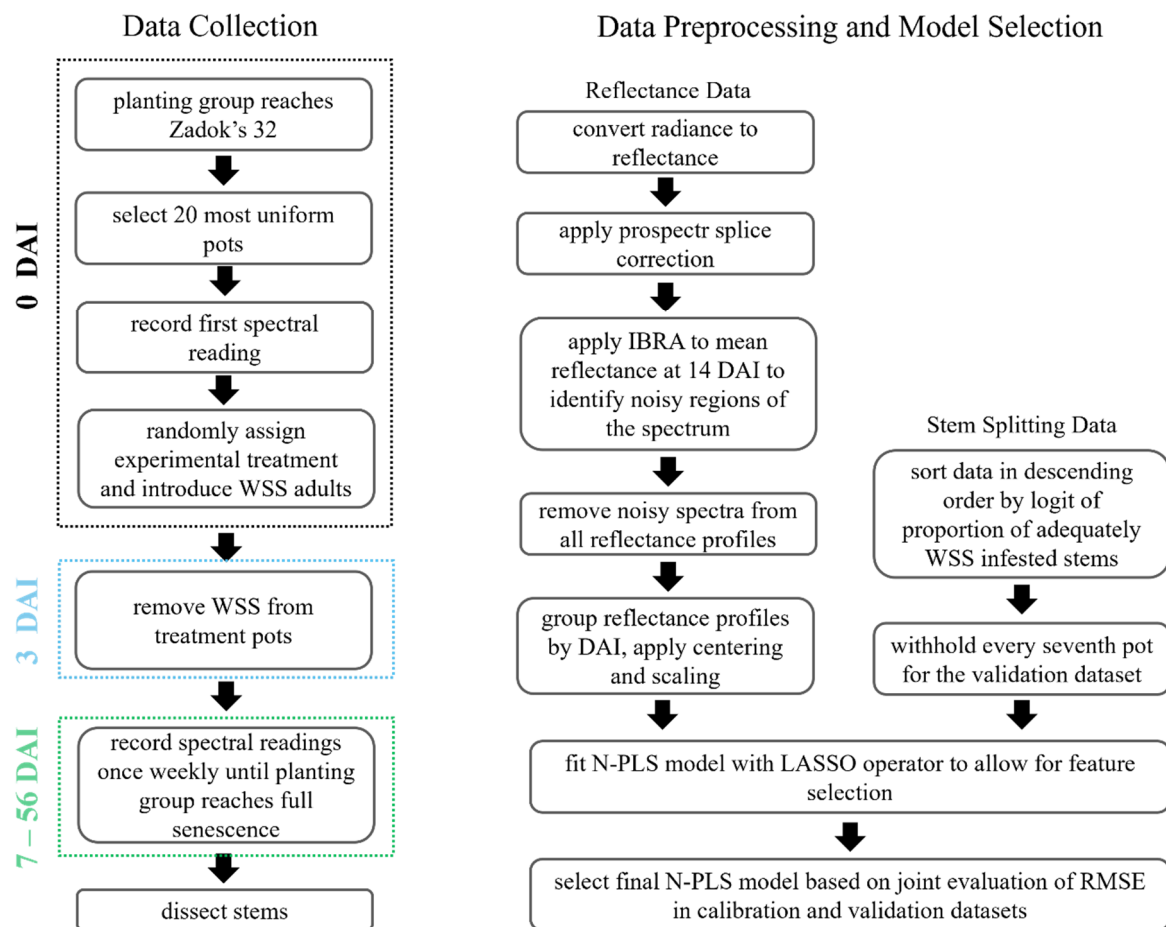 Data Collection
0 DAI
planting group reaches
Zadok's 32
select 20 most uniform
pots
record first spectral
reading
randomly assign
experimental treatment
and introduce WSS adults
3 DAI
remove WSS from
treatment pots
7 – 56 DAI
record spectral readings
once weekly until planting
group reaches full
senescence
dissect stems
Data Preprocessing and Model Selection
Reflectance Data
convert radiance to
reflectance
apply prospectr splice
correction
apply IBRA to mean
reflectance at 14 DAI to
identify noisy regions of
the spectrum
remove noisy spectra from
all reflectance profiles
group reflectance profiles
by DAI, apply centering
and scaling
Stem Splitting Data
sort data in descending
order by logit of
proportion of adequately
WSS infested stems
withhold every seventh pot
for the validation dataset
fit N-PLS model with LASSO operator to allow for feature
selection
select final N-PLS model based on joint evaluation of RMSE
in calibration and validation datasets